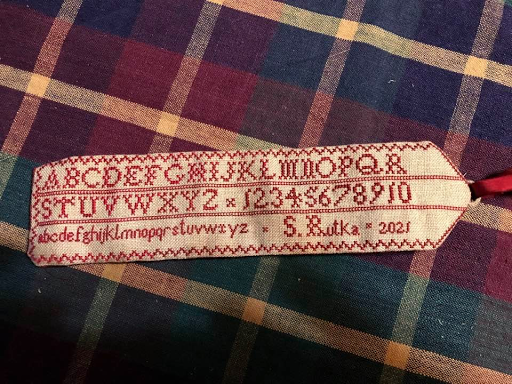 ABCDEFGHIJKLMNOPQR
STUVWXYZ × 12345678910
abcdefghijklmnopqrstuvwxyz × S. Rutka × 2021